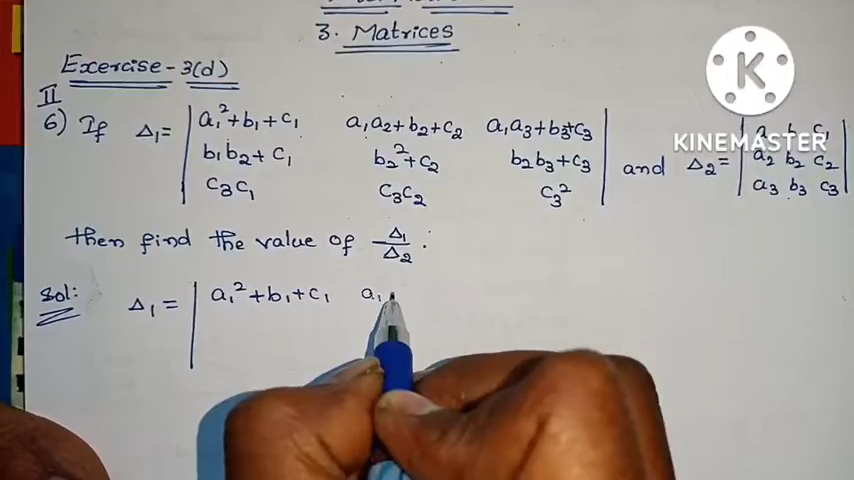 3. Matrices
Exercise - 3(d)
II
6) If Δ₁ = | a₁²+b₁+c₁ a₁a₂+b₂+c₂ a₁a₃+b₃+c₃ |
| b₁b₂+c₁ b₂²+c₂ b₂b₃+c₃ | and Δ₂ = | a₁ b₁ c₁ |
| c₃c₁ c₃c₂ c₃² | | a₂ b₂ c₂ |
| a₃ b₃ c₃ |
then find the value of Δ₁/Δ₂.
Sol: Δ₁ = | a₁²+b₁+c₁ a₁
KINEMASTER